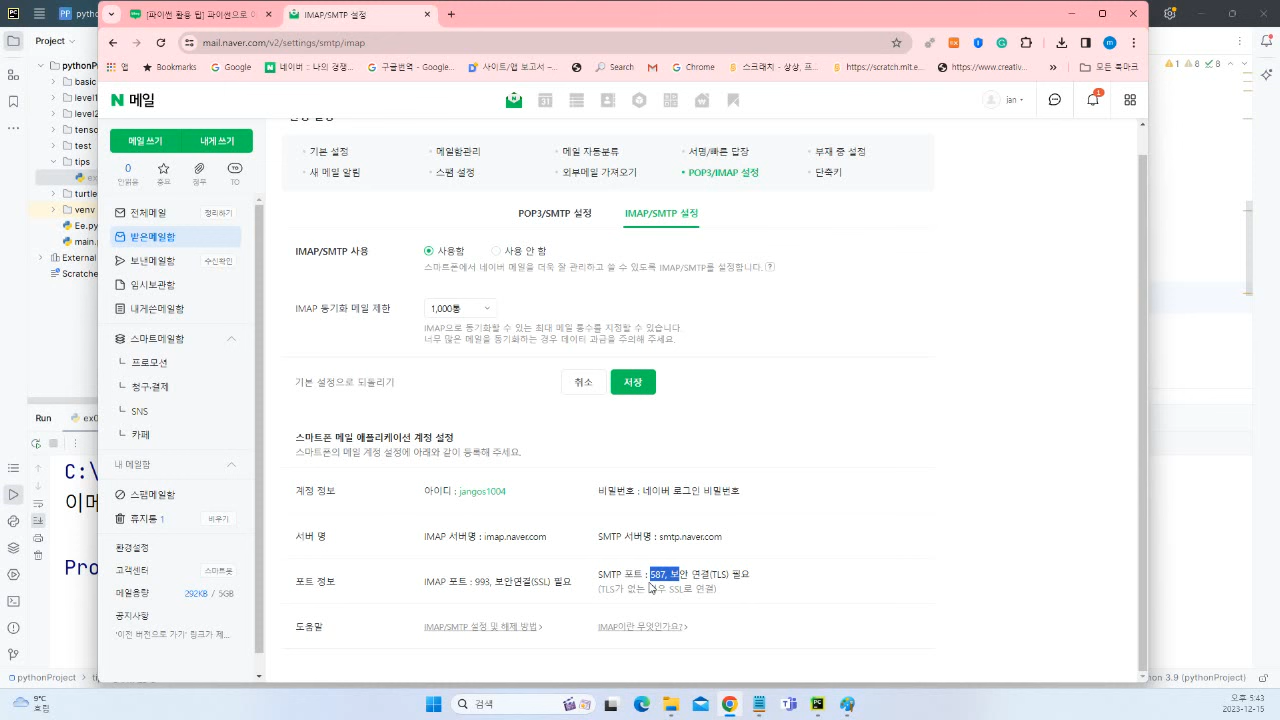 pythonProject
[파이썬 활용 팁] 파이썬으로 이
IMAP/SMTP 설정
mail.naver.com/v2/settings/smtp/imap
앱
Bookmarks
Google
네이버 :: 나의 경쟁...
구글번역 - Google
사이트/앱 보고서 -...
Search
Chrome
스크래치 - 상상, 프...
https://scratch.mit.e...
https://www.creativ...
모든 북마크
Project
N 메일
ian
1
메일 쓰기
내게 쓰기
0
안읽음
중요
첨부
TO
전체메일
정리하기
받은메일함
보낸메일함
수신확인
임시보관함
내게쓴메일함
스마트메일함
프로모션
청구·결제
SNS
카페
내 메일함
스팸메일함
휴지통 1
비우기
환경설정
고객센터
스마트봇
메일용량
292KB / 5GB
공지사항
'이전 버전으로 가기' 링크가 제...
기본 설정
메일함관리
메일 자동분류
서명/빠른 답장
부재 중 설정
새 메일 알림
스팸 설정
외부메일 가져오기
POP3/IMAP 설정
단축키
POP3/SMTP 설정
IMAP/SMTP 설정
IMAP/SMTP 사용
사용함
사용 안 함
스마트폰에서 네이버 메일을 더욱 잘 관리하고 쓸 수 있도록 IMAP/SMTP를 설정합니다.
IMAP 동기화 메일 제한
1,000통
IMAP으로 동기화할 수 있는 최대 메일 통수를 지정할 수 있습니다.
너무 많은 메일을 동기화하는 경우 데이터 과금을 주의해 주세요.
기본 설정으로 되돌리기
취소
저장
스마트폰 메일 애플리케이션 계정 설정
스마트폰의 메일 계정 설정에 아래와 같이 등록해 주세요.
계정 정보
아이디 : jangos1004
비밀번호 : 네이버 로그인 비밀번호
서버 명
IMAP 서버명 : imap.naver.com
SMTP 서버명 : smtp.naver.com
포트 정보
IMAP 포트 : 993, 보안연결(SSL) 필요
SMTP 포트 : 587, 보안 연결(TLS) 필요
(TLS가 없는 경우 SSL로 연결)
도움말
IMAP/SMTP 설정 및 해제 방법
IMAP이란 무엇인가요?
basic
level1
level2
tips
turtle
venv
Ee.py
main.
External
Scratche
1
8
8
Run
C:\
이메
Pro
pythonProject
3.9 (pythonProject)
9°C
흐림
검색
오후 5:43
2023-12-15